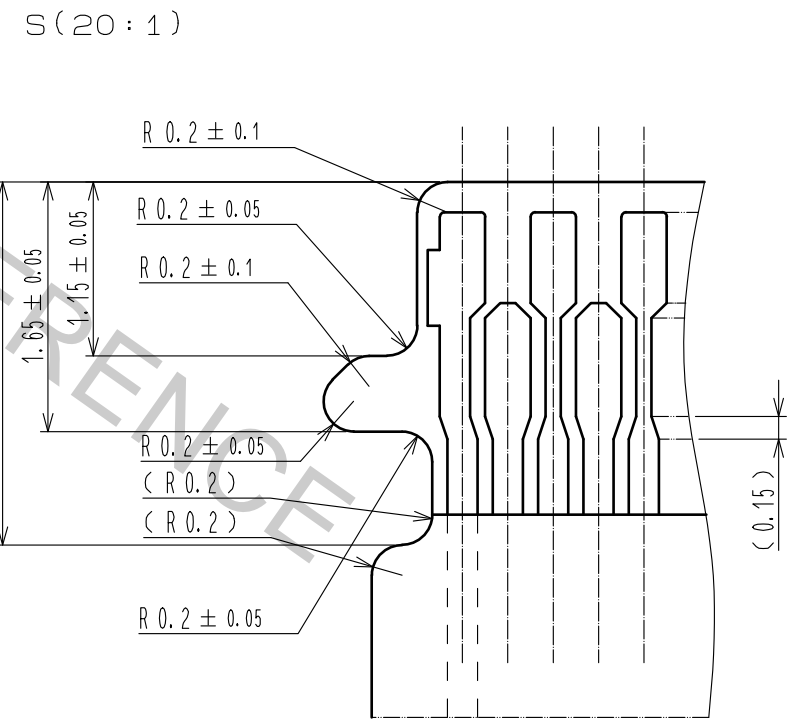 S(20:1)
R 0.2 ± 0.1
R 0.2 ± 0.05
R 0.2 ± 0.1
1.15 ± 0.05
1.65 ± 0.05
R 0.2 ± 0.05
( R 0.2 )
( R 0.2 )
R 0.2 ± 0.05
( 0.15 )
FERENCE